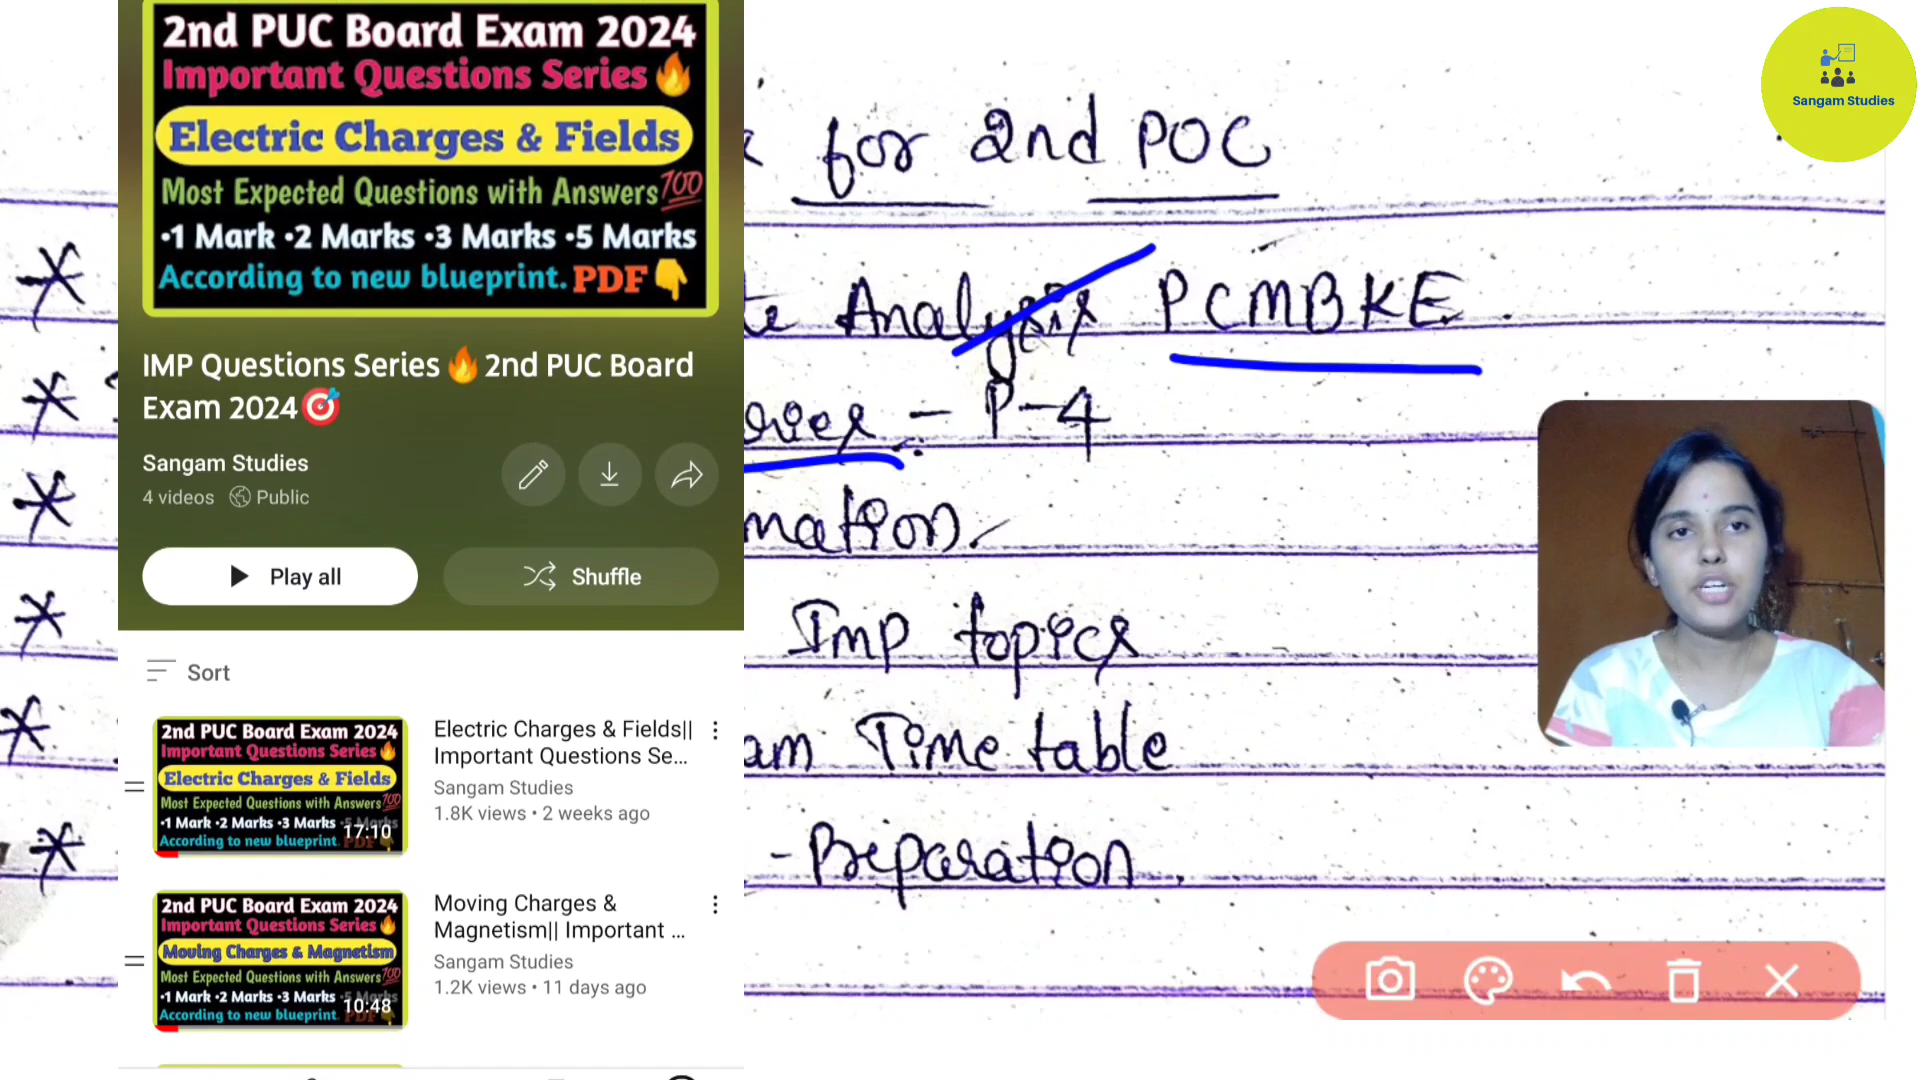 2nd PUC Board Exam 2024
Important Questions Series🔥
Electric Charges & Fields
Most Expected Questions with Answers💯
•1 Mark •2 Marks •3 Marks •5 Marks
According to new blueprint. PDF👇
IMP Questions Series🔥2nd PUC Board
Exam 2024🎯
Sangam Studies
4 videos Public
Play all
Shuffle
Sort
2nd PUC Board Exam 2024
Important Questions Series🔥
Electric Charges & Fields
Most Expected Questions with Answers💯
•1 Mark •2 Marks •3 Marks •5 Marks
According to new blueprint. PDF
17:10
Electric Charges & Fields||
Important Questions Se...
Sangam Studies
1.8K views • 2 weeks ago
2nd PUC Board Exam 2024
Important Questions Series🔥
Moving Charges & Magnetism
Most Expected Questions with Answers💯
•1 Mark •2 Marks •3 Marks •5 Marks
According to new blueprint. PDF
10:48
Moving Charges &
Magnetism|| Important ...
Sangam Studies
1.2K views • 11 days ago
for 2nd PUC
Analysis PCMBKE.
- P-4
mation.
Imp topics
am Time table
- Preparation.
Sangam Studies